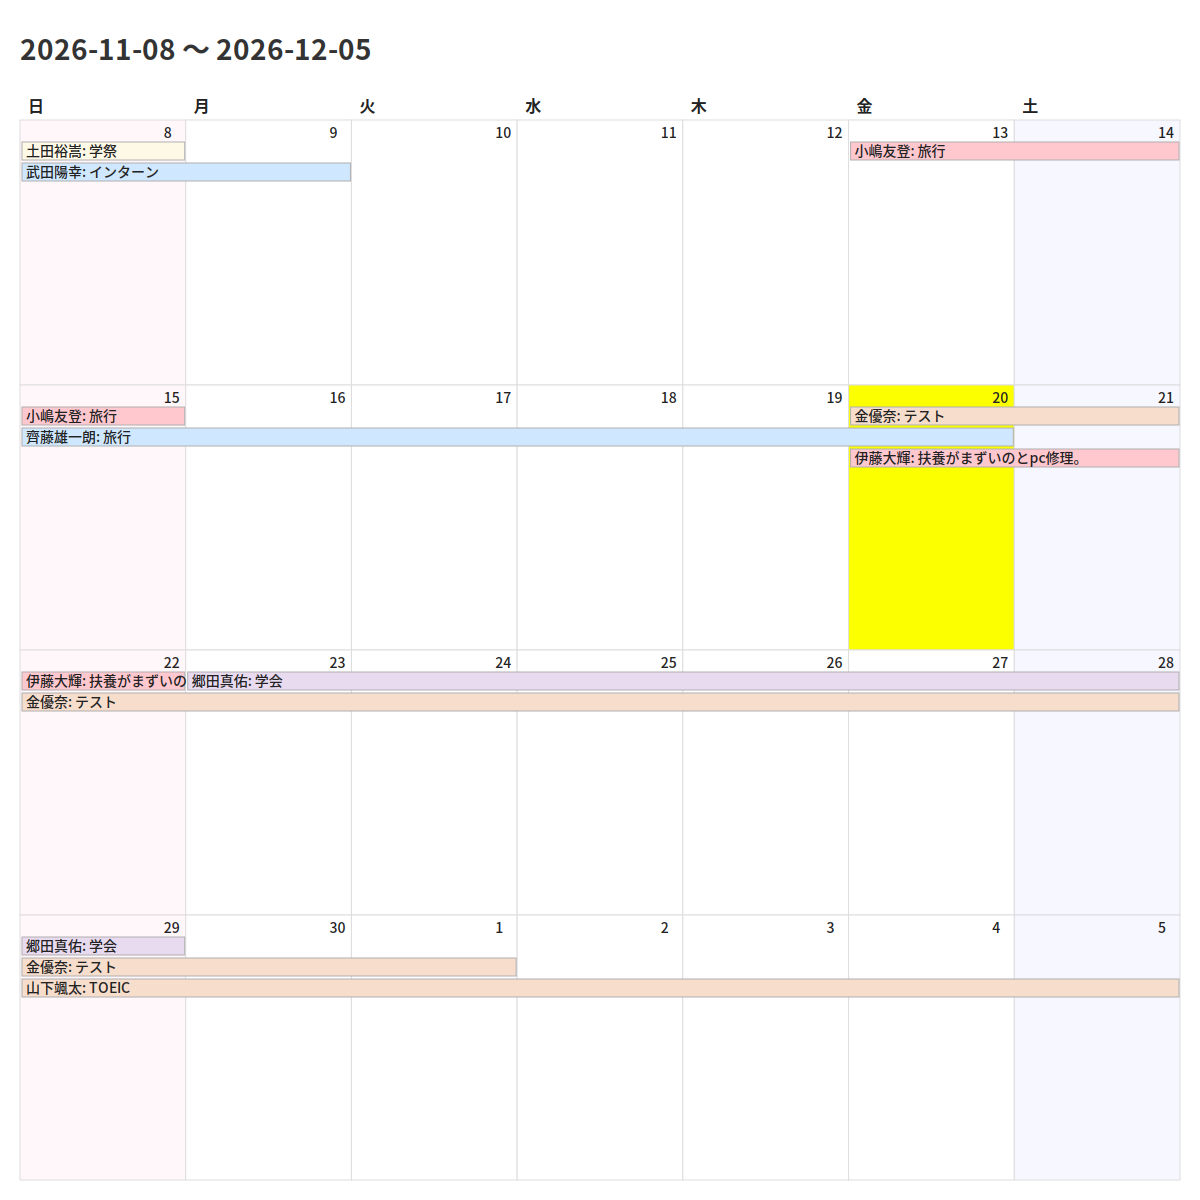 2026-11-08 〜 2026-12-05
日 月 火 水 木 金 土
8 9 10 11 12 13 14
土田裕嵩: 学祭 小嶋友登: 旅行
武田陽幸: インターン
15 16 17 18 19 20 21
小嶋友登: 旅行 金優奈: テスト
齊藤雄一朗: 旅行
伊藤大輝: 扶養がまずいのとpc修理。
22 23 24 25 26 27 28
伊藤大輝: 扶養がまずいの 郷田真佑: 学会
金優奈: テスト
29 30 1 2 3 4 5
郷田真佑: 学会
金優奈: テスト
山下颯太: TOEIC